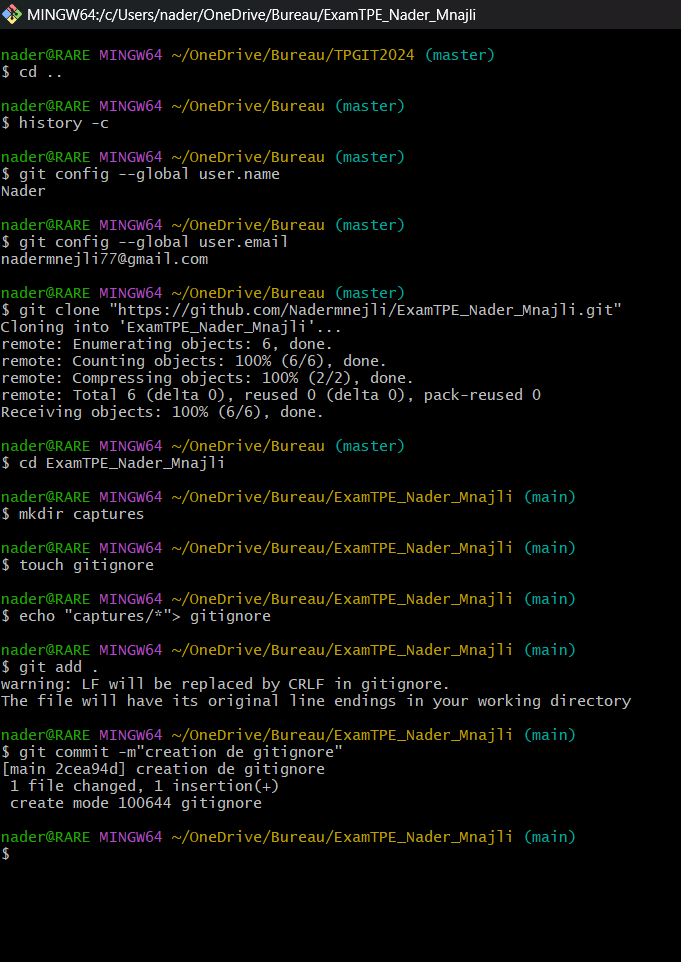 MINGW64:/c/Users/nader/OneDrive/Bureau/ExamTPE_Nader_Mnajli
nader@RARE MINGW64 ~/OneDrive/Bureau/TPGIT2024 (master)
$ cd ..
nader@RARE MINGW64 ~/OneDrive/Bureau (master)
$ history -c
nader@RARE MINGW64 ~/OneDrive/Bureau (master)
$ git config --global user.name
Nader
nader@RARE MINGW64 ~/OneDrive/Bureau (master)
$ git config --global user.email
nadermnejli77@gmail.com
nader@RARE MINGW64 ~/OneDrive/Bureau (master)
$ git clone "https://github.com/Nadermnejli/ExamTPE_Nader_Mnajli.git"
Cloning into 'ExamTPE_Nader_Mnajli'...
remote: Enumerating objects: 6, done.
remote: Counting objects: 100% (6/6), done.
remote: Compressing objects: 100% (2/2), done.
remote: Total 6 (delta 0), reused 0 (delta 0), pack-reused 0
Receiving objects: 100% (6/6), done.
nader@RARE MINGW64 ~/OneDrive/Bureau (master)
$ cd ExamTPE_Nader_Mnajli
nader@RARE MINGW64 ~/OneDrive/Bureau/ExamTPE_Nader_Mnajli (main)
$ mkdir captures
nader@RARE MINGW64 ~/OneDrive/Bureau/ExamTPE_Nader_Mnajli (main)
$ touch gitignore
nader@RARE MINGW64 ~/OneDrive/Bureau/ExamTPE_Nader_Mnajli (main)
$ echo "captures/*"> gitignore
nader@RARE MINGW64 ~/OneDrive/Bureau/ExamTPE_Nader_Mnajli (main)
$ git add .
warning: LF will be replaced by CRLF in gitignore.
The file will have its original line endings in your working directory
nader@RARE MINGW64 ~/OneDrive/Bureau/ExamTPE_Nader_Mnajli (main)
$ git commit -m"creation de gitignore"
[main 2cea94d] creation de gitignore
 1 file changed, 1 insertion(+)
 create mode 100644 gitignore
nader@RARE MINGW64 ~/OneDrive/Bureau/ExamTPE_Nader_Mnajli (main)
$